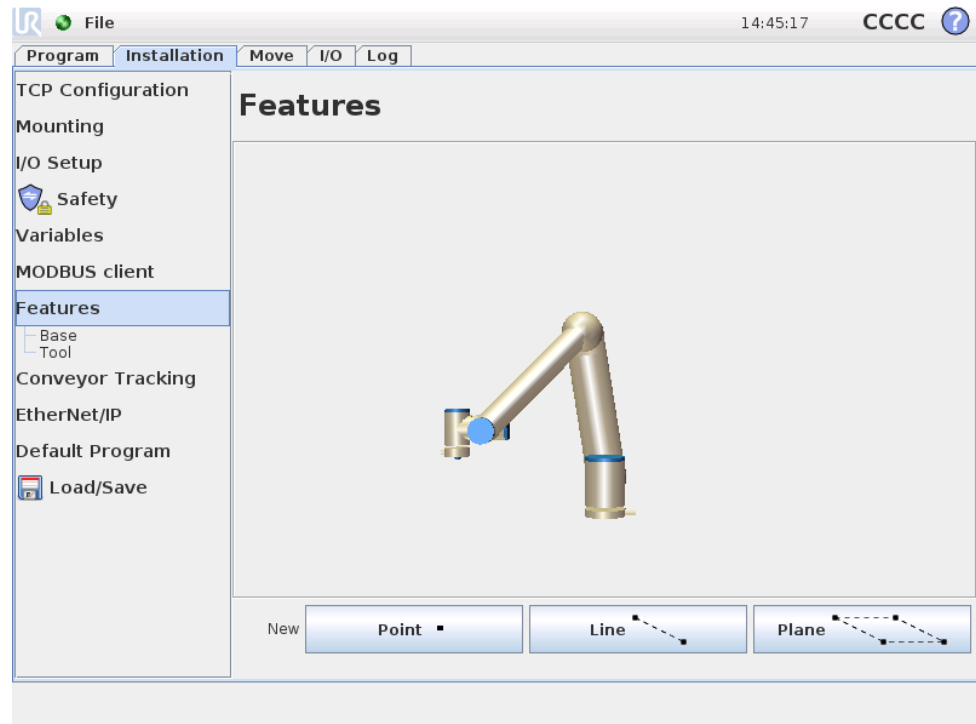 UR File 14:45:17 CCCC ?
Program Installation Move I/O Log
TCP Configuration
Mounting
I/O Setup
Safety
Variables
MODBUS client
Features
Base
Tool
Conveyor Tracking
EtherNet/IP
Default Program
Load/Save
Features
New Point Line Plane